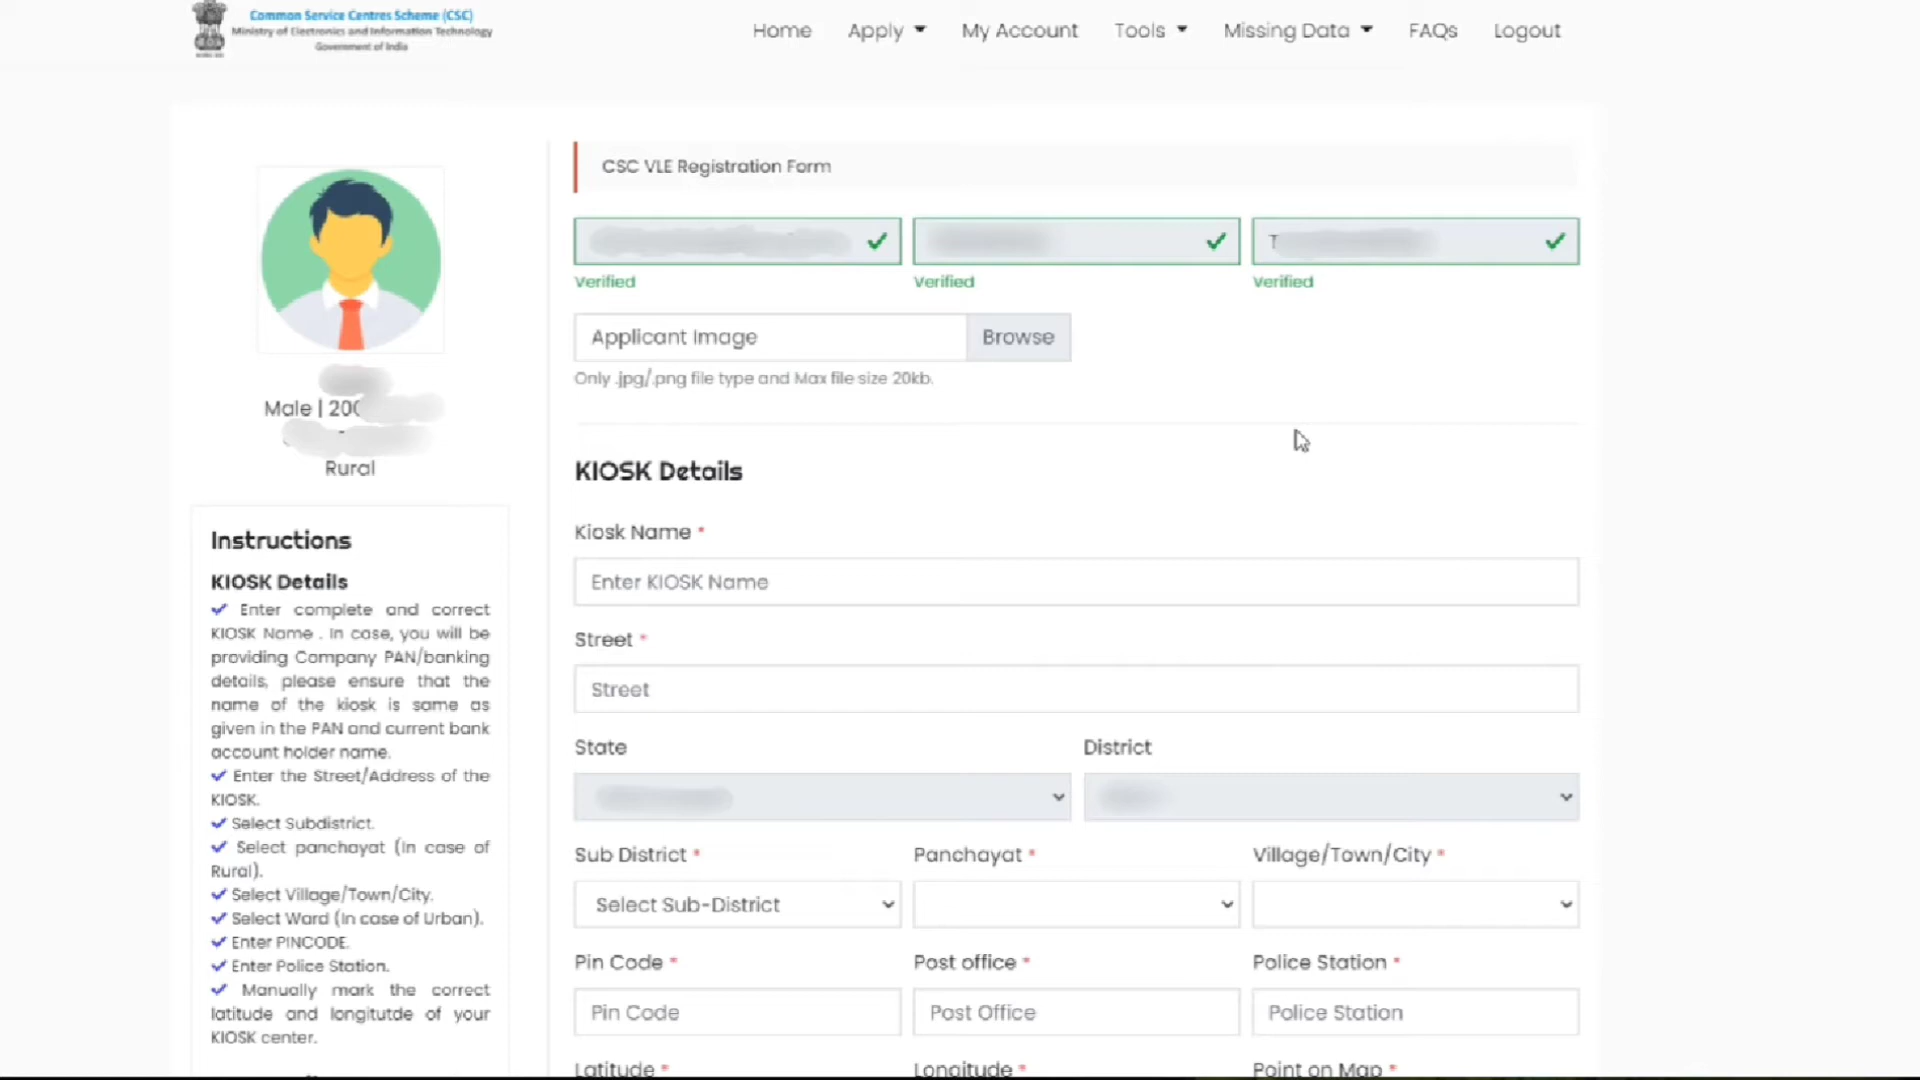 Common Service Centres Scheme (CSC)
Ministry of Electronics and Information Technology
Government of India
Home
Apply
My Account
Tools
Missing Data
FAQs
Logout
Male | 200
Rural
Instructions
KIOSK Details
Enter complete and correct
KIOSK Name . In case, you will be
providing Company PAN/banking
details, please ensure that the
name of the kiosk is same as
given in the PAN and current bank
account holder name.
Enter the Street/Address of the
KIOSK.
Select Subdistrict.
Select panchayat (In case of
Rural).
Select Village/Town/City.
Select Ward (In case of Urban).
Enter PINCODE.
Enter Police Station.
Manually mark the correct
latitude and longitutde of your
KIOSK center.
CSC VLE Registration Form
T
Verified
Verified
Verified
Applicant Image
Browse
Only .jpg/.png file type and Max file size 20kb.
KIOSK Details
Kiosk Name *
Enter KIOSK Name
Street *
Street
State
District
Sub District *
Panchayat *
Village/Town/City *
Select Sub-District
Pin Code *
Post office *
Police Station *
Pin Code
Post Office
Police Station
Latitude *
Longitude *
Point on Map *